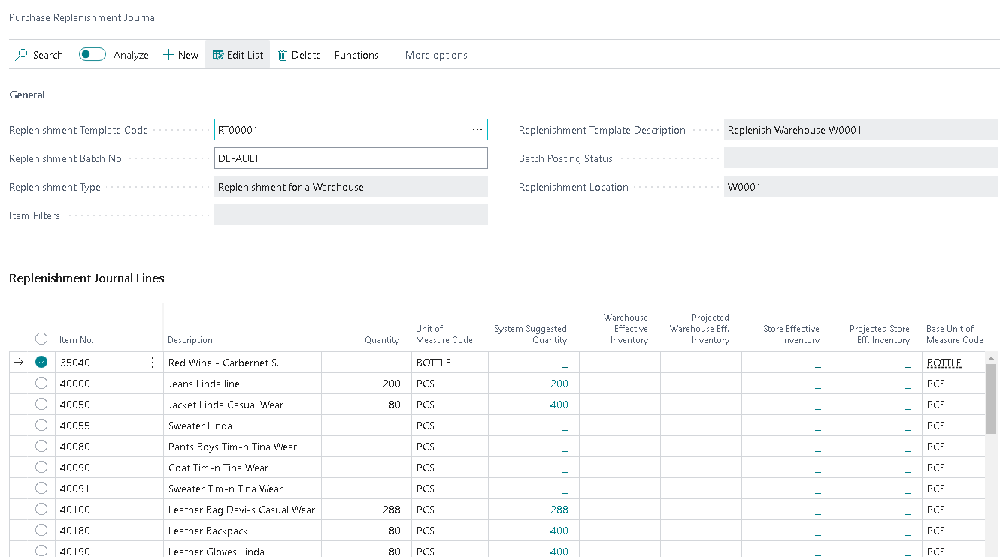 Purchase Replenishment Journal
Search Analyze New Edit List Delete Functions More options
General
Replenishment Template Code RT00001 Replenishment Template Description Replenish Warehouse W0001
Replenishment Batch No. DEFAULT Batch Posting Status
Replenishment Type Replenishment for a Warehouse Replenishment Location W0001
Item Filters
Replenishment Journal Lines
Item No. Description Quantity Unit of Measure Code System Suggested Quantity Warehouse Effective Inventory Projected Warehouse Eff. Inventory Store Effective Inventory Projected Store Eff. Inventory Base Unit of Measure Code
35040 Red Wine - Carbernet S. BOTTLE _ _ _ BOTTLE
40000 Jeans Linda line 200 PCS 200 _ _ PCS
40050 Jacket Linda Casual Wear 80 PCS 400 _ _ PCS
40055 Sweater Linda PCS _ _ _ PCS
40080 Pants Boys Tim-n Tina Wear PCS _ _ _ PCS
40090 Coat Tim-n Tina Wear PCS _ _ _ PCS
40091 Sweater Tim-n Tina Wear PCS _ _ _ PCS
40100 Leather Bag Davi-s Casual Wear 288 PCS 288 _ _ PCS
40180 Leather Backpack 80 PCS 400 _ _ PCS
40190 Leather Gloves Linda 80 PCS 400 _ _ PCS